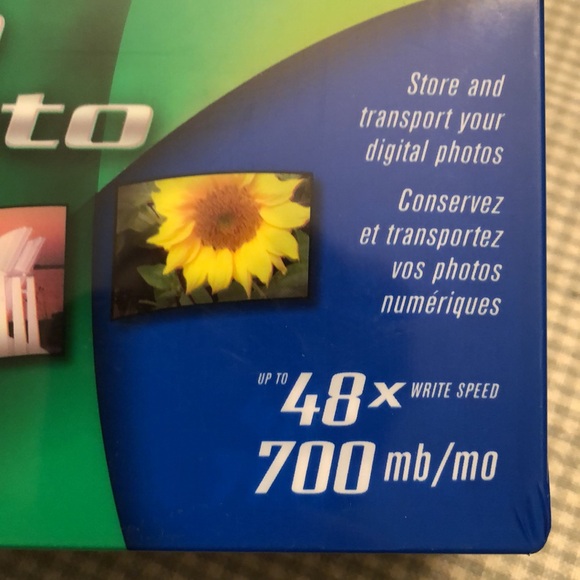 to
Store and
transport your
digital photos
Conservez
et transportez
vos photos
numériques
UP TO 48x WRITE SPEED
700 mb/mo